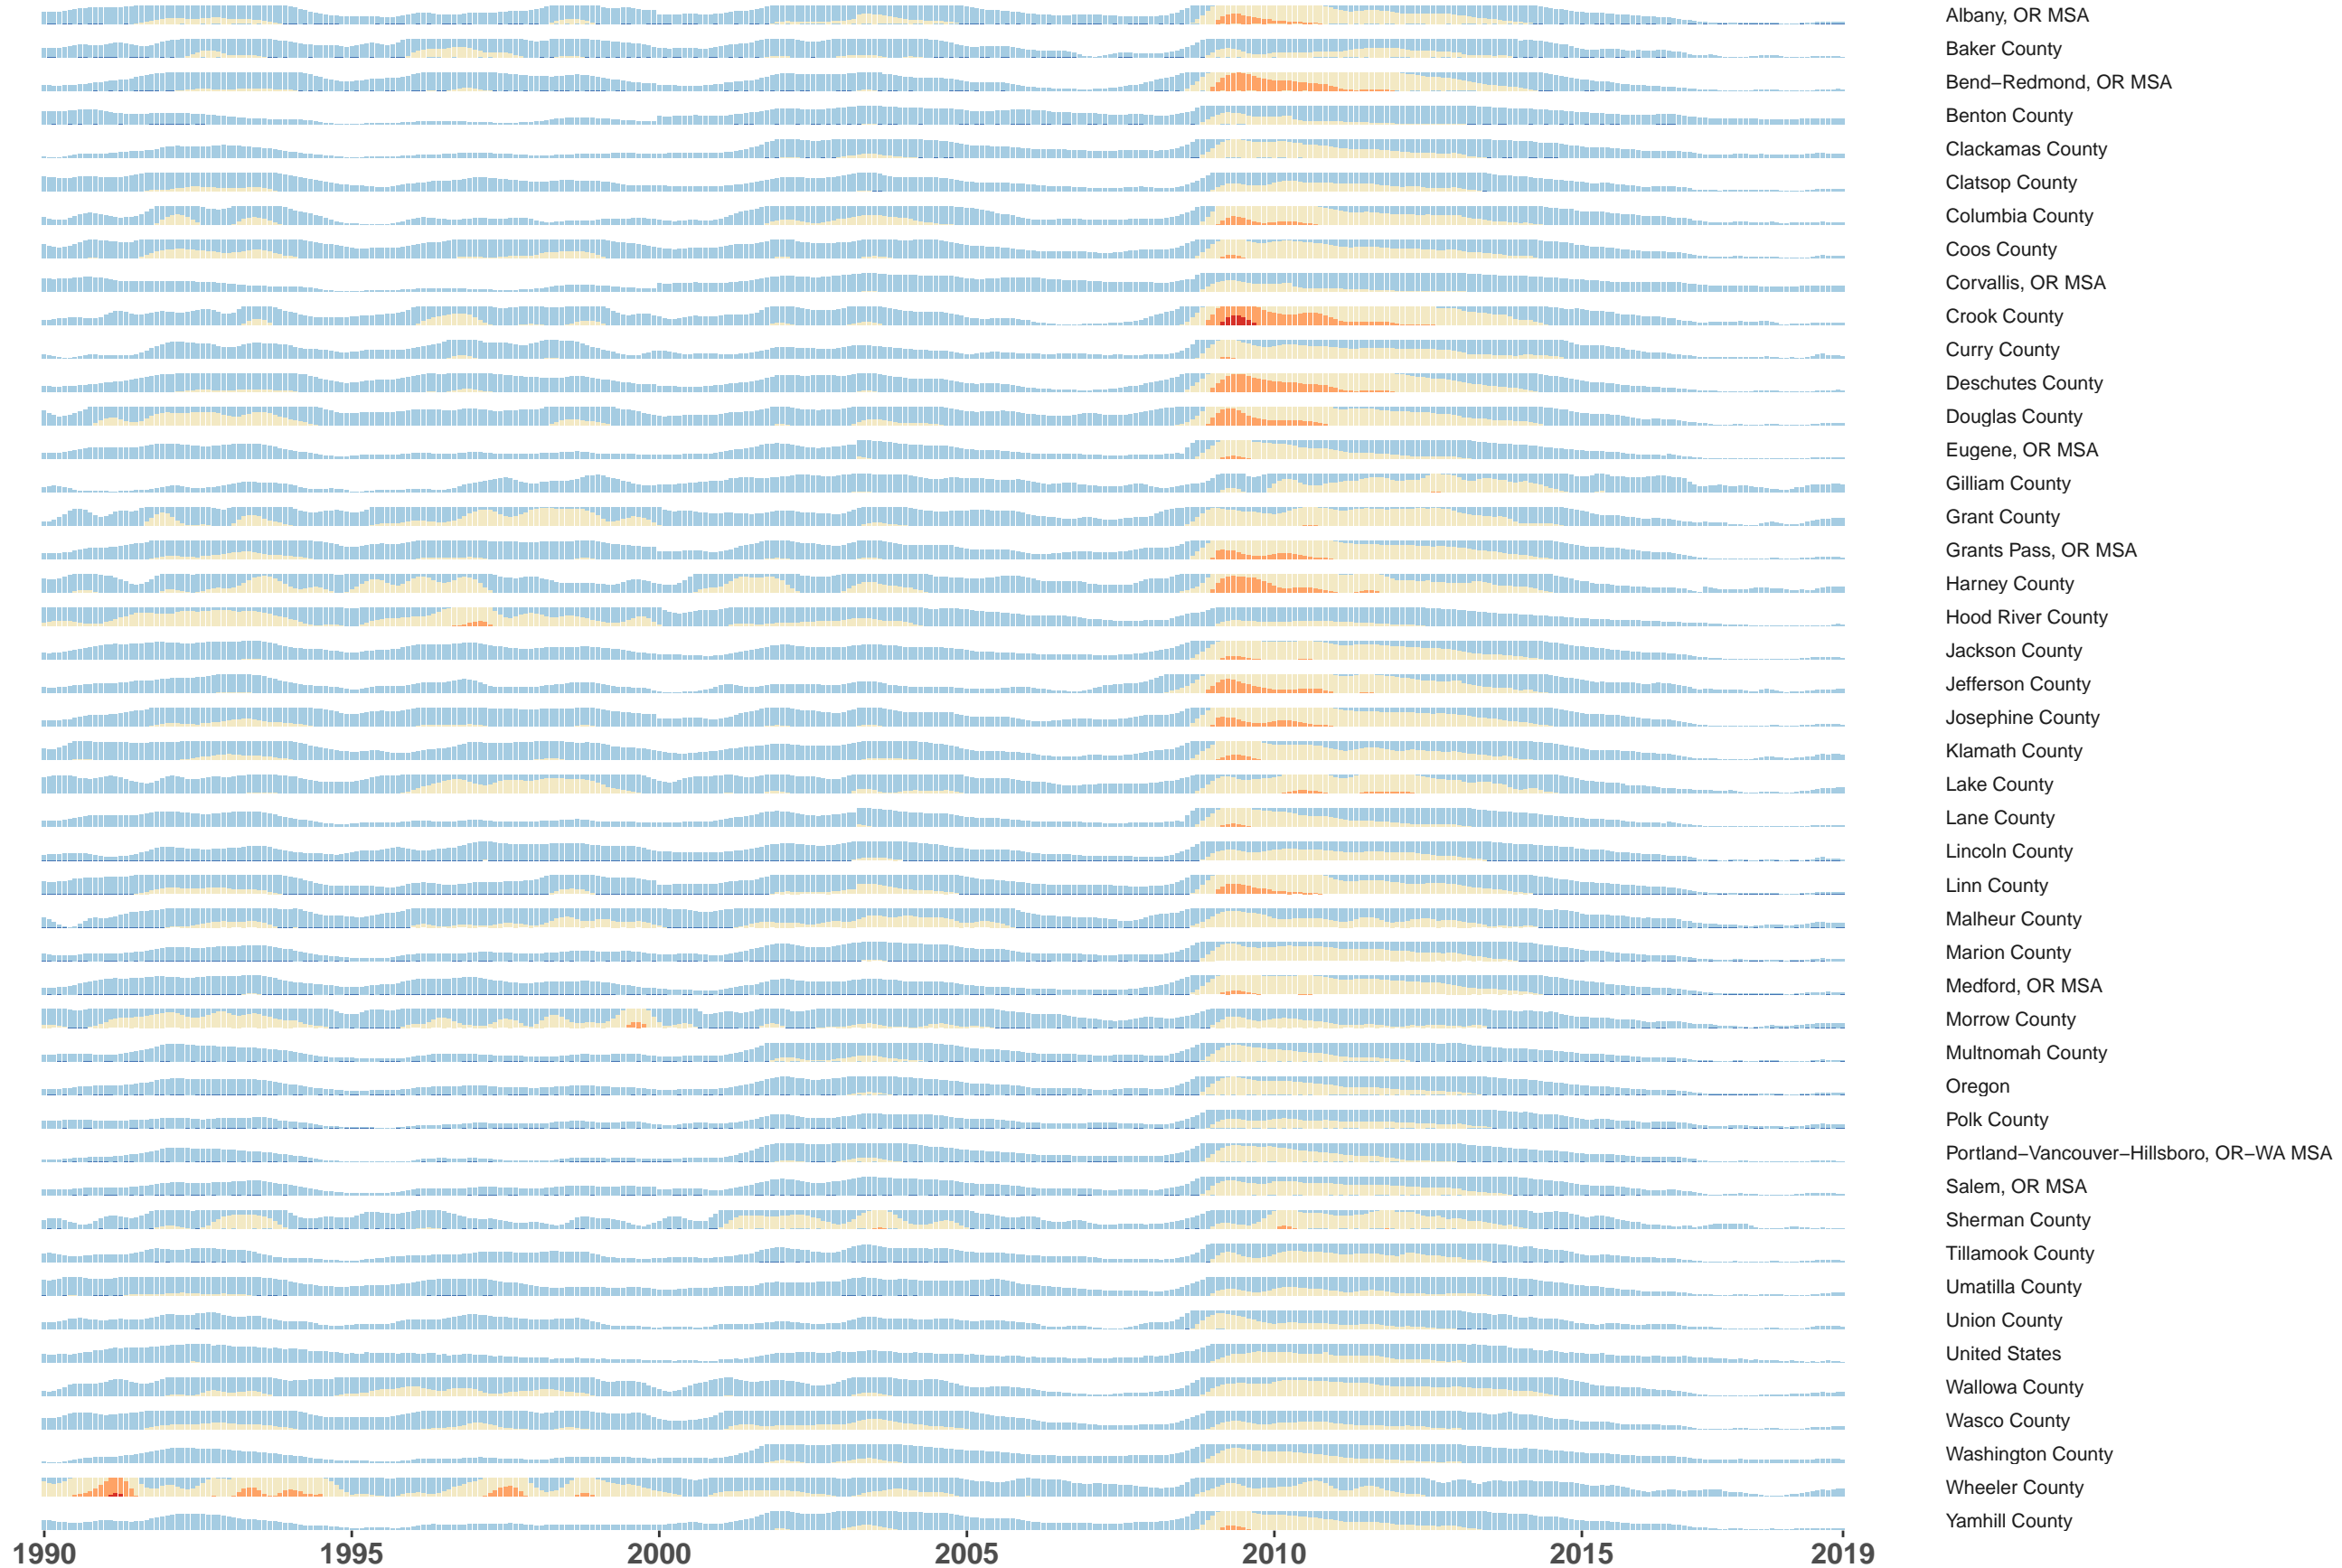 Albany, OR MSA
Baker County
Bend−Redmond, OR MSA
Benton County
Clackamas County
Clatsop County
Columbia County
Coos County
Corvallis, OR MSA
Crook County
Curry County
Deschutes County
Douglas County
Eugene, OR MSA
Gilliam County
Grant County
Grants Pass, OR MSA
Harney County
Hood River County
Jackson County
Jefferson County
Josephine County
Klamath County
Lake County
Lane County
Lincoln County
Linn County
Malheur County
Marion County
Medford, OR MSA
Morrow County
Multnomah County
Oregon
Polk County
Portland−Vancouver−Hillsboro, OR−WA MSA
Salem, OR MSA
Sherman County
Tillamook County
Umatilla County
Union County
United States
Wallowa County
Wasco County
Washington County
Wheeler County
Yamhill County
1990 1995 2000 2005 2010 2015 2019